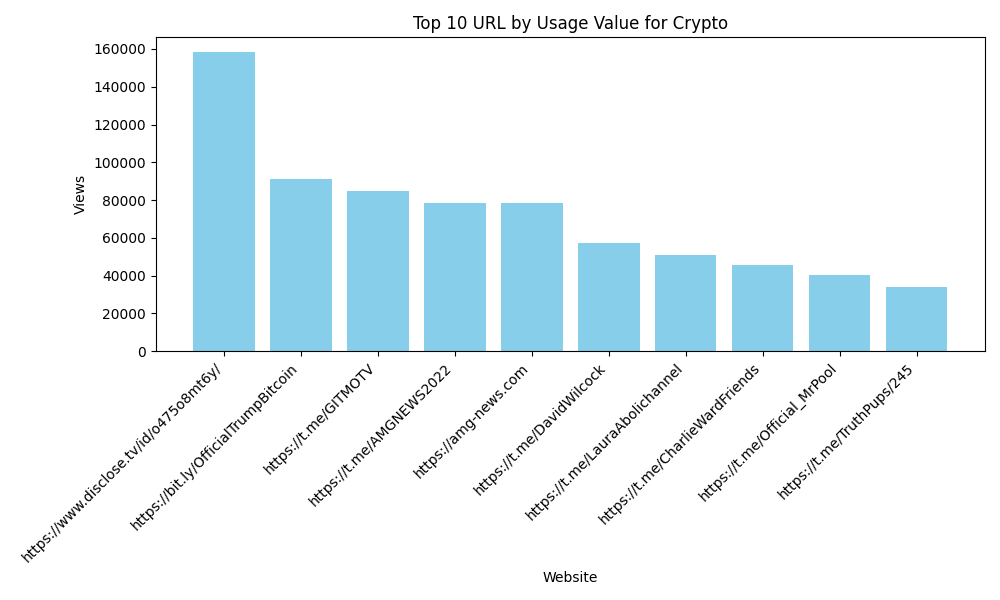 Top 10 URL by Usage Value for Crypto
Views
160000
140000
120000
100000
80000
60000
40000
20000
0
https://www.disclose.tv/id/o475o8mt6y/
https://bit.ly/OfficialTrumpBitcoin
https://t.me/GITMOTV
https://t.me/AMGNEWS2022
https://amg-news.com
https://t.me/DavidWilcock
https://t.me/LauraAbolichannel
https://t.me/CharlieWardFriends
https://t.me/Official_MrPool
https://t.me/TruthPups/245
Website